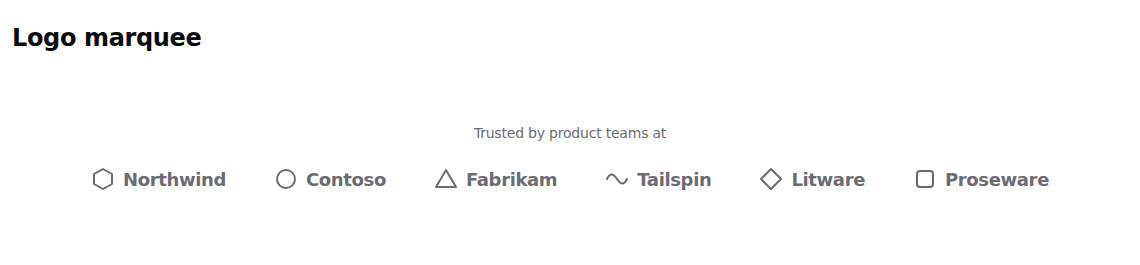 Logo marquee
Trusted by product teams at
Northwind Contoso Fabrikam Tailspin Litware Proseware